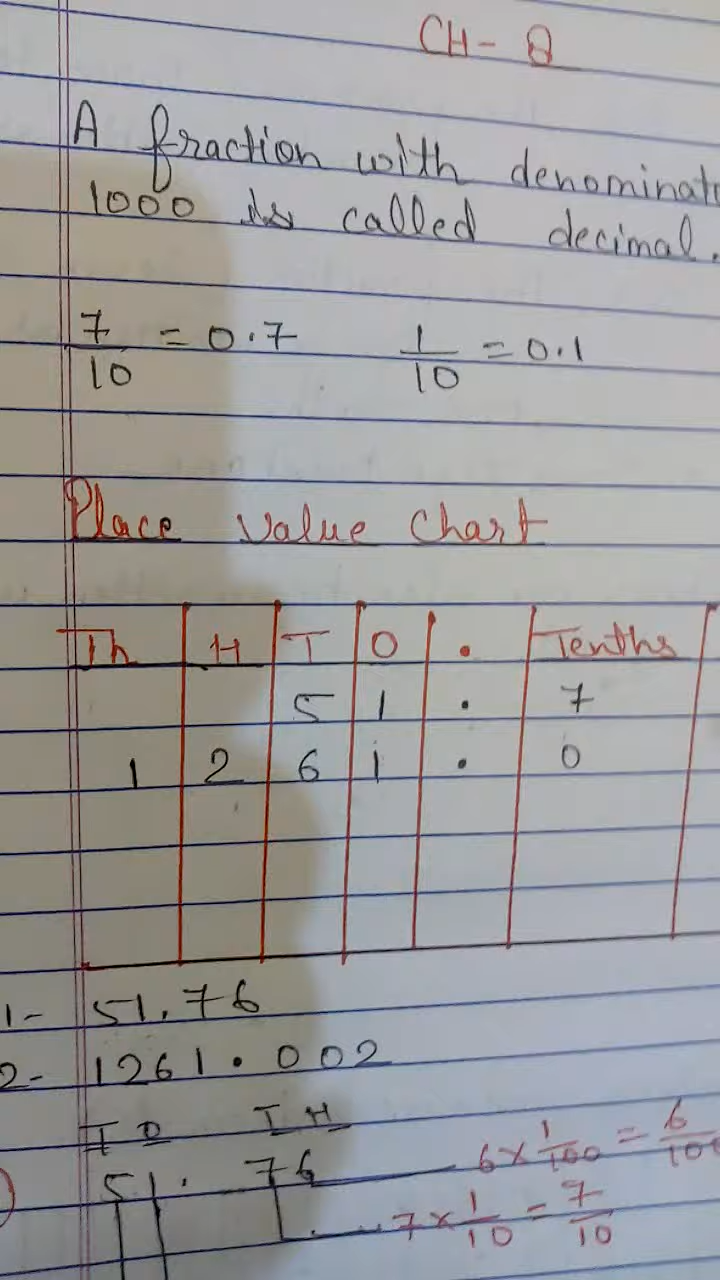 CH- 8
A fraction with denominat
1000 is called decimal.
7/10 = 0.7 1/10 = 0.1
Place Value Chart
Th H T O . Tenths
5 1 . 7
1 2 6 1 . 0
1- 51.76
2- 1261.002
T O T H
51.76 6 x 1/100 = 6/100
7 x 1/10 = 7/10